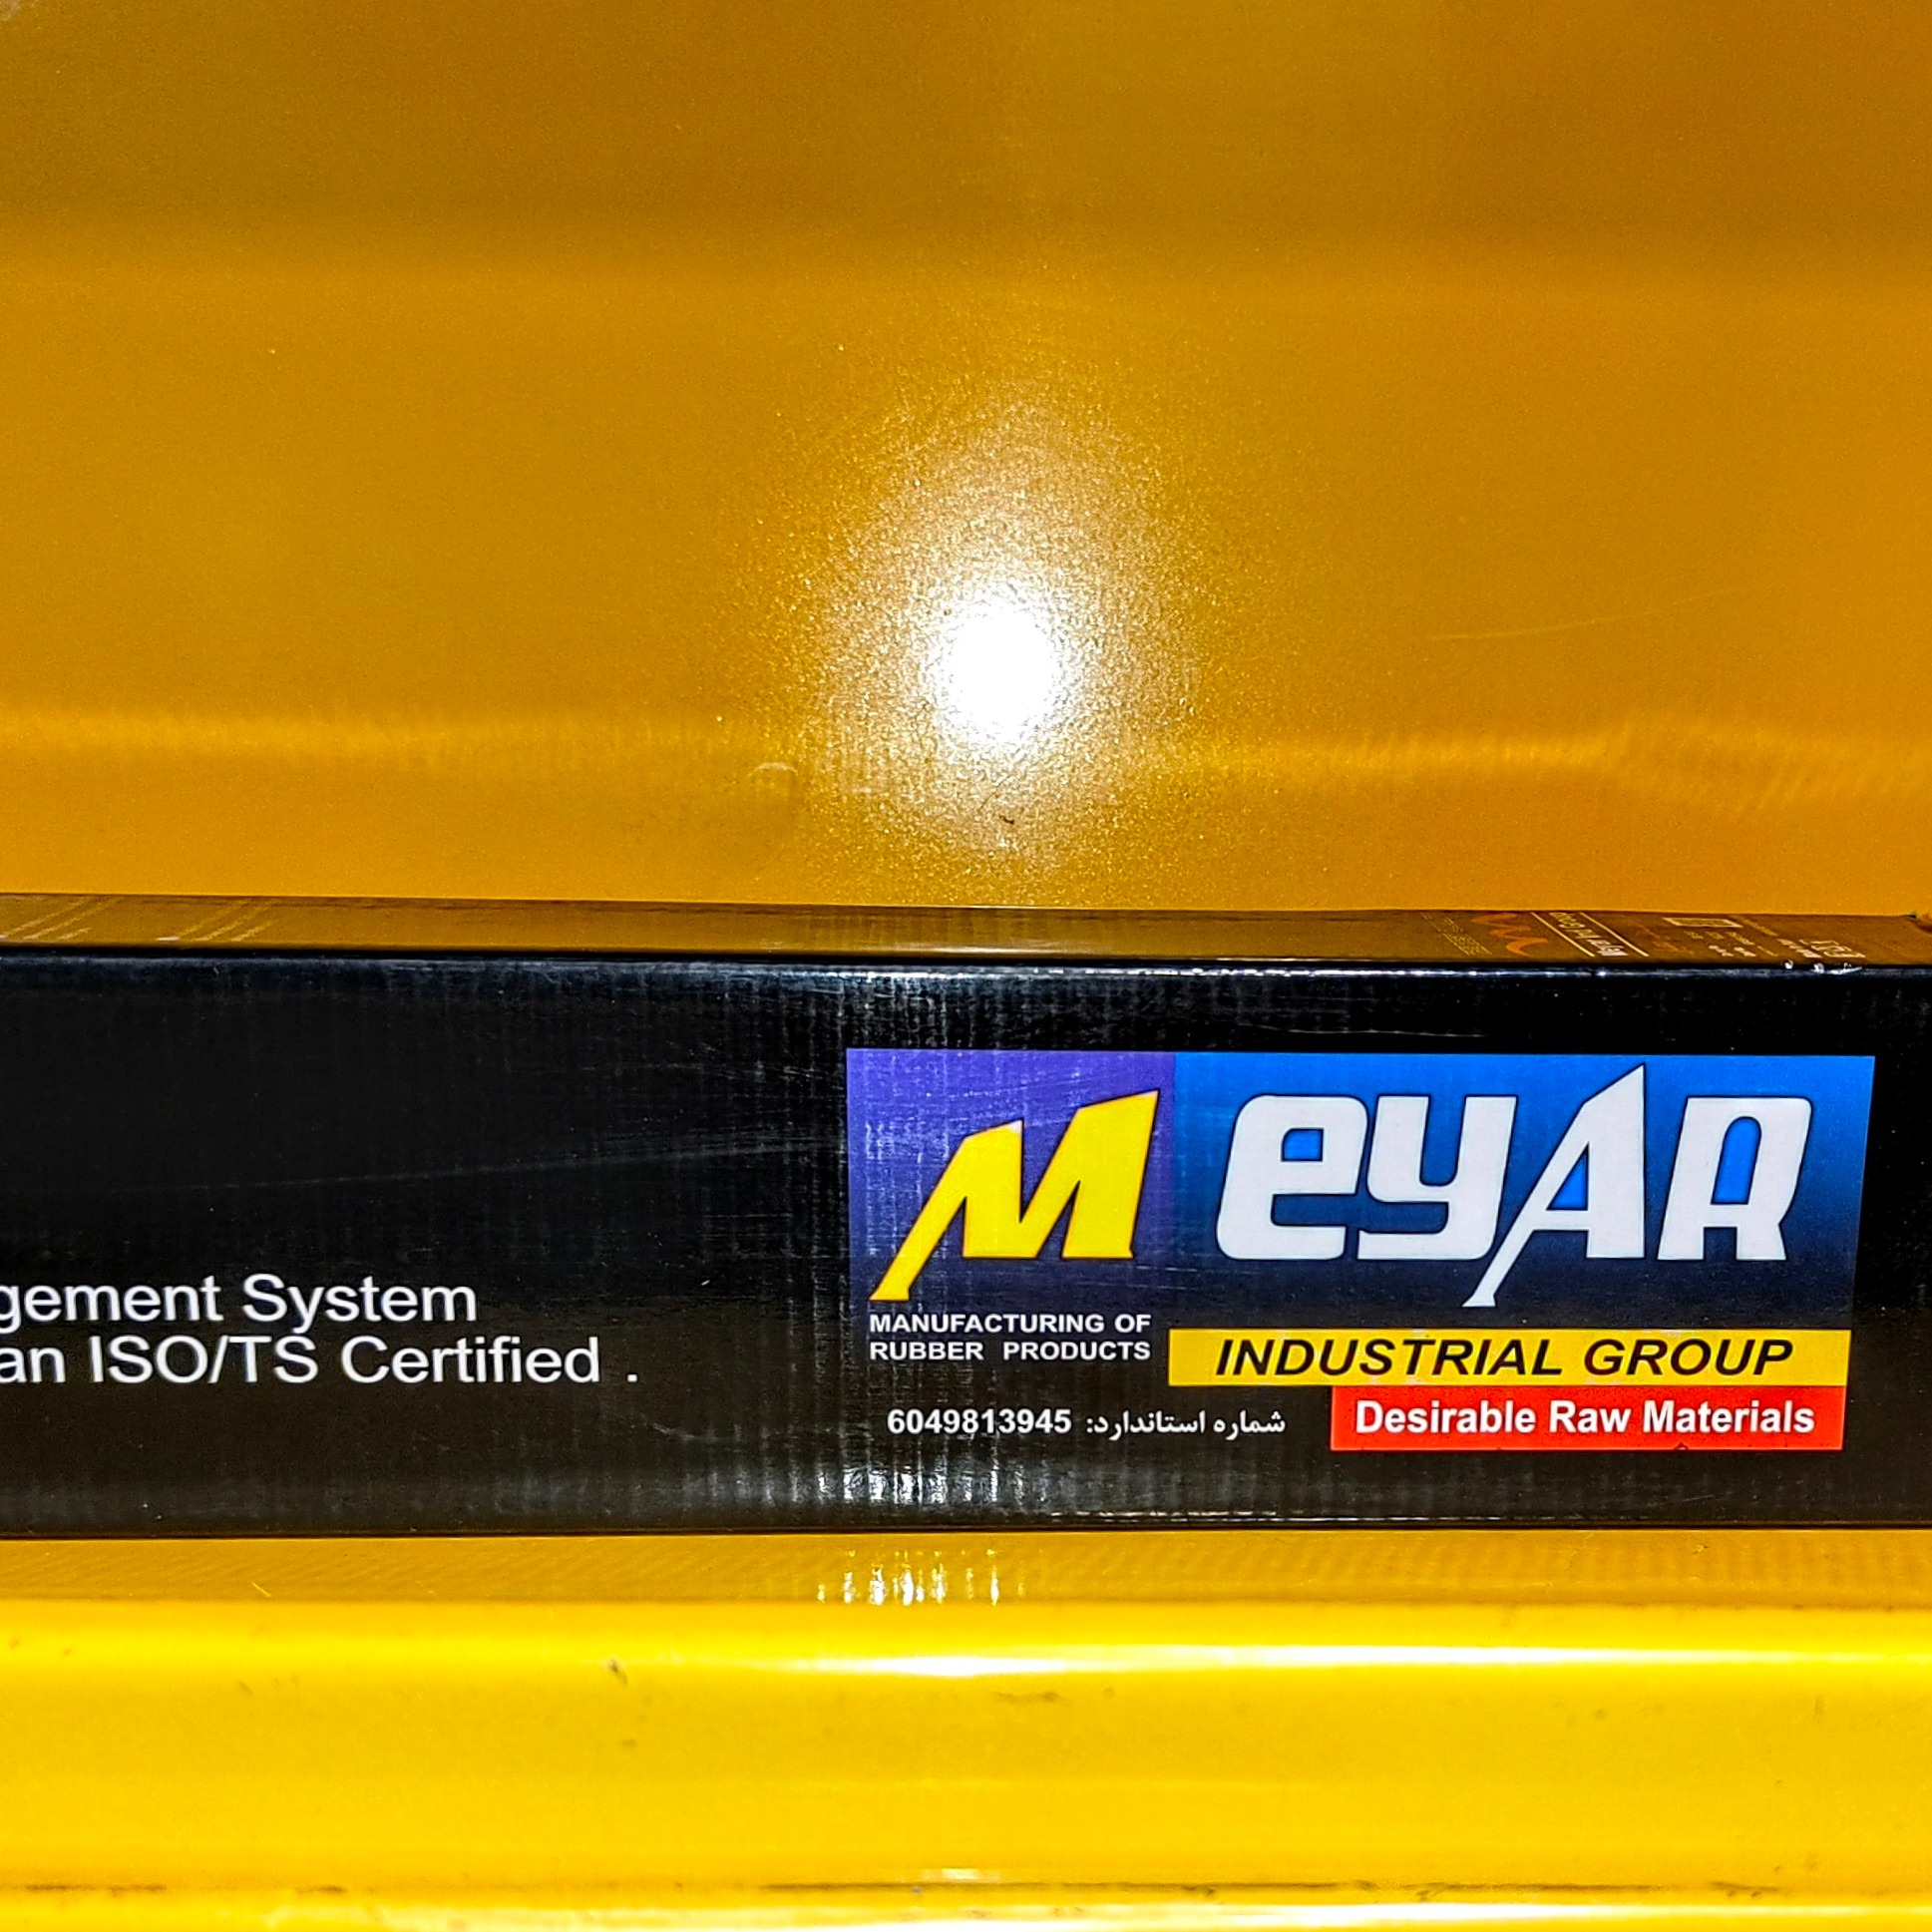 gement System
an ISO/TS Certified .
MeyAR
MANUFACTURING OF
RUBBER PRODUCTS
INDUSTRIAL GROUP
Desirable Raw Materials
شماره استاندارد: 6049813945